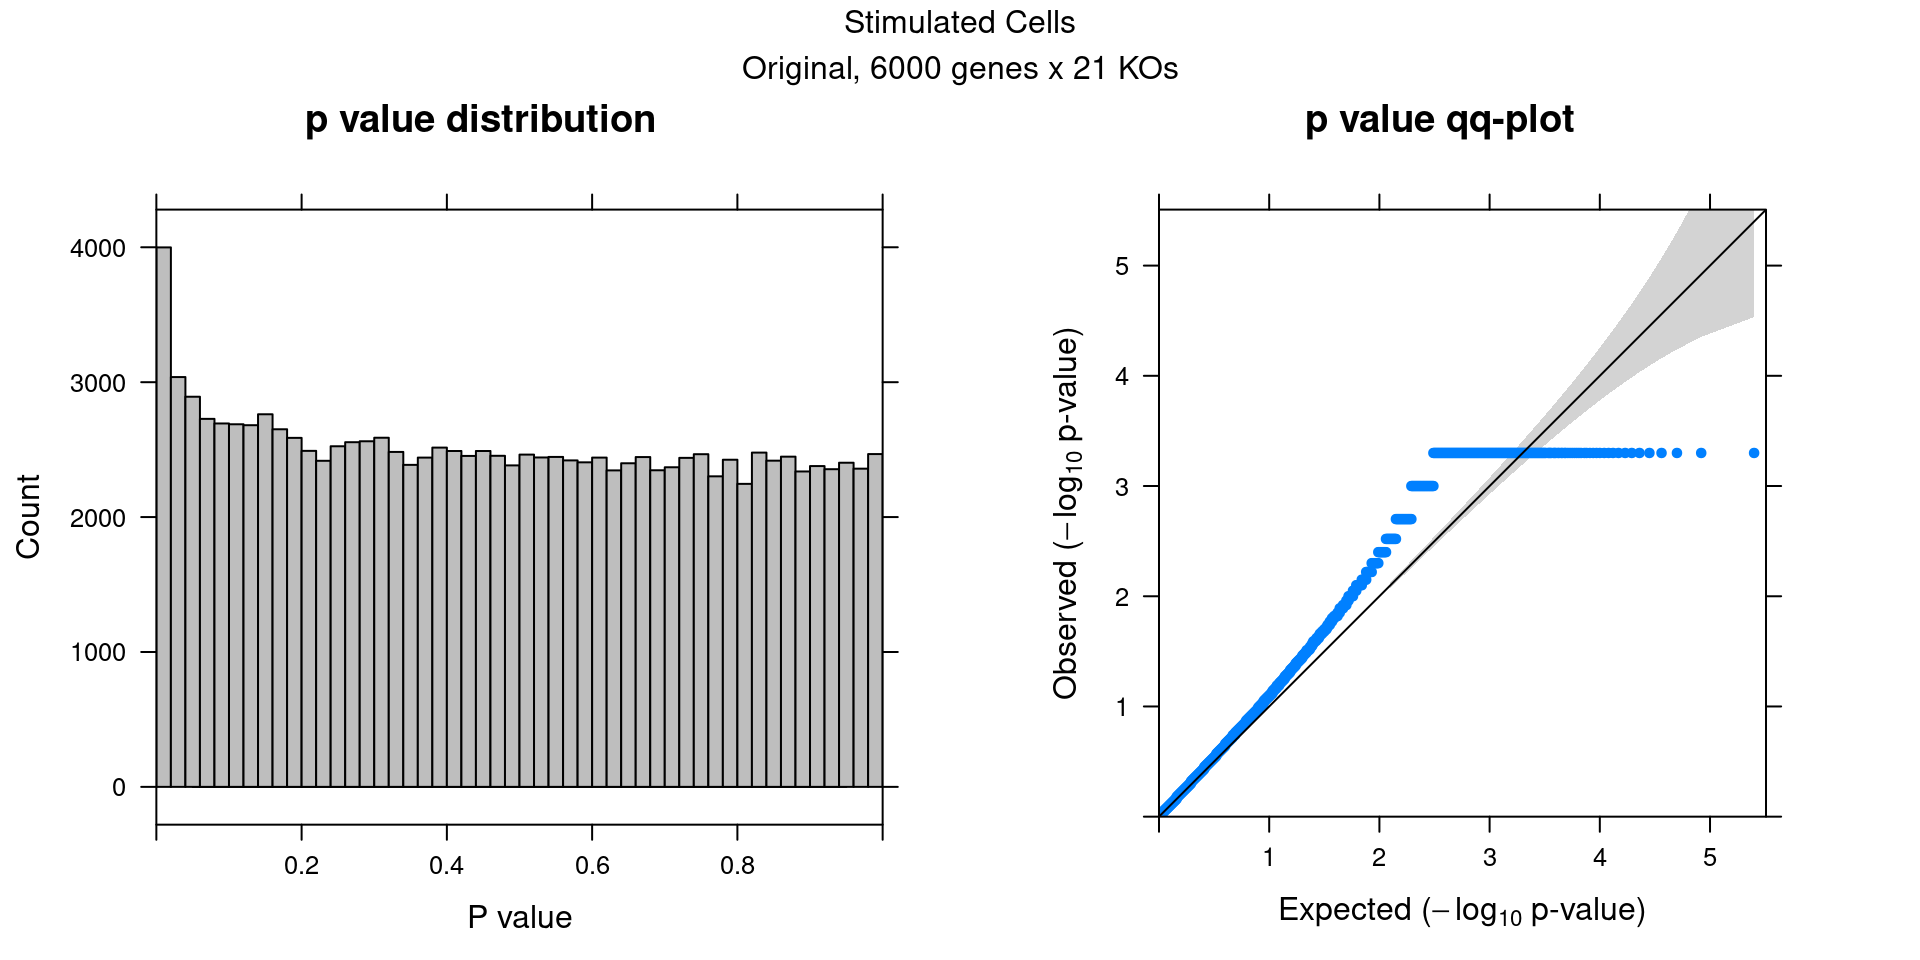 Stimulated Cells
Original, 6000 genes x 21 KOs
p value distribution
4000
3000
2000
1000
0
Count
0.2 0.4 0.6 0.8
P value
p value qq-plot
5
4
3
2
1
Observed (−log10 p-value)
1 2 3 4 5
Expected (−log10 p-value)